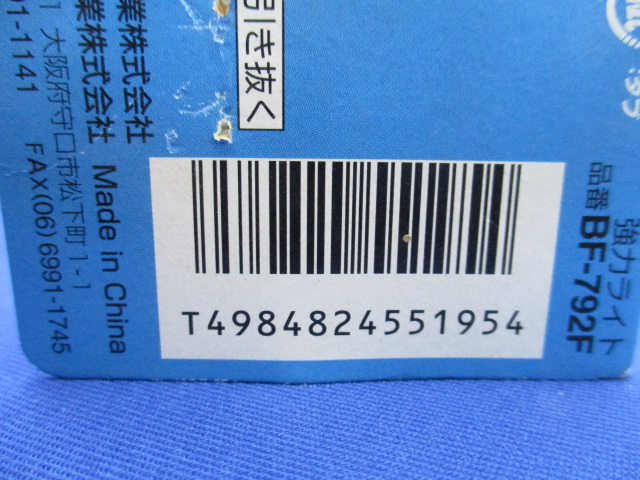 引き抜く
業株式会社
業株式会社 Made in China
1 大阪府守口市松下町1-1
91-1141
FAX(06)6991-1745
強力ライト
品番 BF-792F
T4984824551954